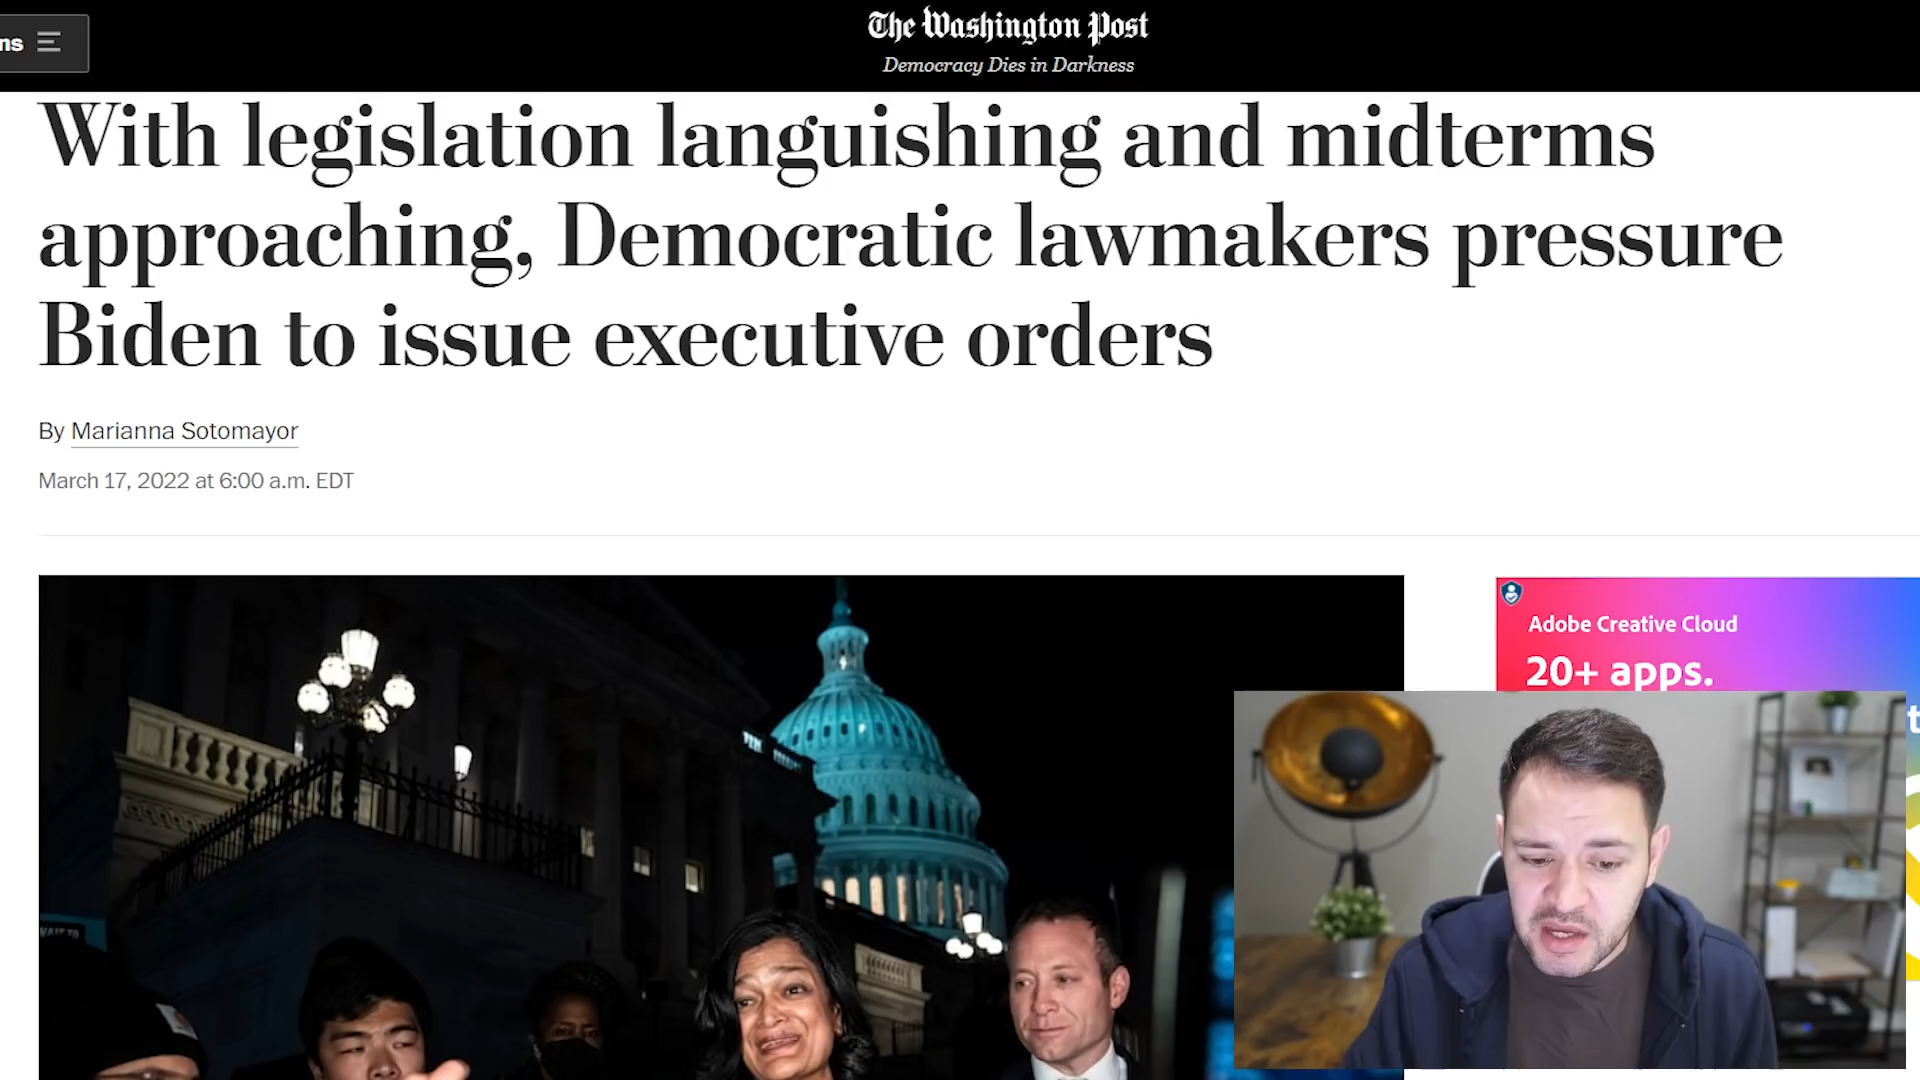 ns
The Washington Post
Democracy Dies in Darkness
With legislation languishing and midterms
approaching, Democratic lawmakers pressure
Biden to issue executive orders
By Marianna Sotomayor
March 17, 2022 at 6:00 a.m. EDT
Adobe Creative Cloud
20+ apps.
t